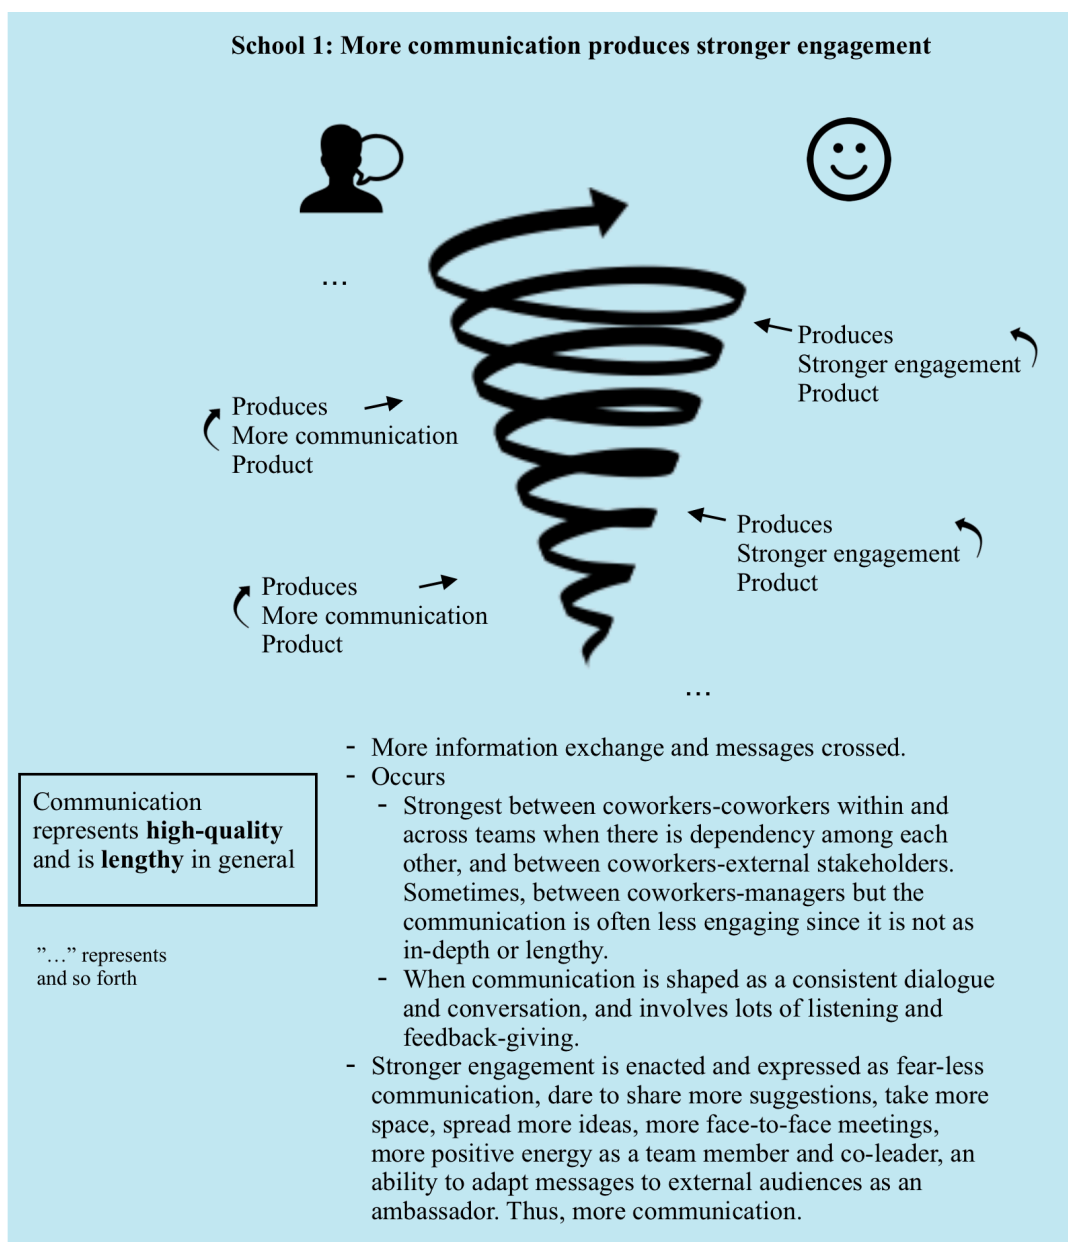 School 1: More communication produces stronger engagement
…
Produces
Stronger engagement
Product
Produces
More communication
Product
Produces
Stronger engagement
Product
Produces
More communication
Product
…
Communication
represents high-quality
and is lengthy in general
”…” represents
and so forth
- More information exchange and messages crossed.
- Occurs
- Strongest between coworkers-coworkers within and
across teams when there is dependency among each
other, and between coworkers-external stakeholders.
Sometimes, between coworkers-managers but the
communication is often less engaging since it is not as
in-depth or lengthy.
- When communication is shaped as a consistent dialogue
and conversation, and involves lots of listening and
feedback-giving.
- Stronger engagement is enacted and expressed as fear-less
communication, dare to share more suggestions, take more
space, spread more ideas, more face-to-face meetings,
more positive energy as a team member and co-leader, an
ability to adapt messages to external audiences as an
ambassador. Thus, more communication.